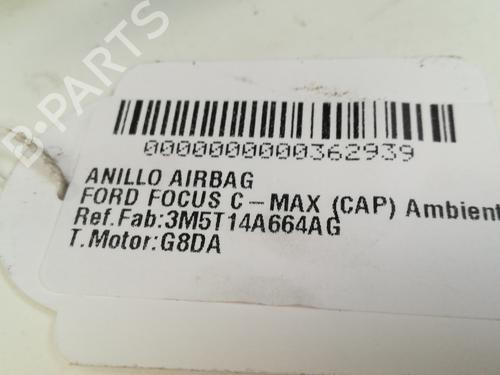 B-PARTS
0000000000362939
ANILLO AIRBAG
FORD FOCUS C-MAX (CAP) Ambient
Ref.Fab:3M5T14A664AG
T.Motor:G8DA